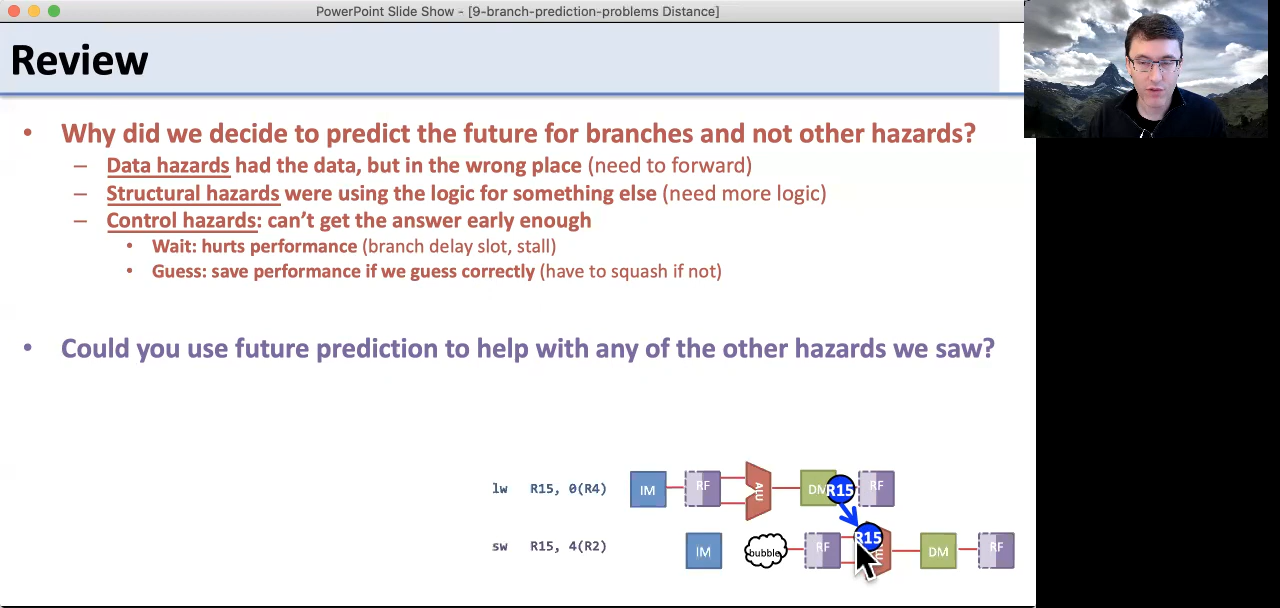 PowerPoint Slide Show - [9-branch-prediction-problems Distance]
Review
• Why did we decide to predict the future for branches and not other hazards?
– Data hazards had the data, but in the wrong place (need to forward)
– Structural hazards were using the logic for something else (need more logic)
– Control hazards: can't get the answer early enough
• Wait: hurts performance (branch delay slot, stall)
• Guess: save performance if we guess correctly (have to squash if not)
• Could you use future prediction to help with any of the other hazards we saw?
lw R15, 0(R4) IM RF ALU DM R15 RF
R15
sw R15, 4(R2) IM bubble RF DM RF